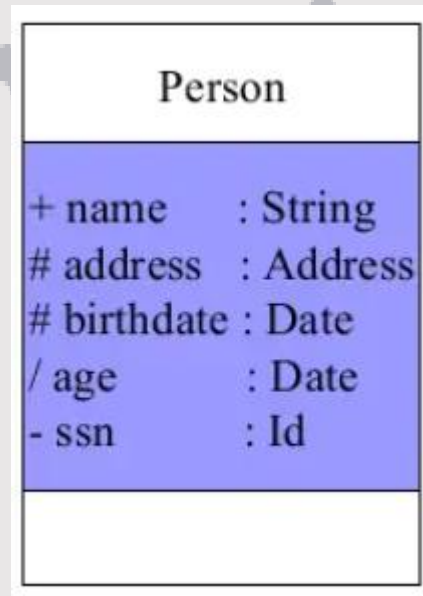 Person
+ name : String
# address : Address
# birthdate : Date
/ age : Date
- ssn : Id